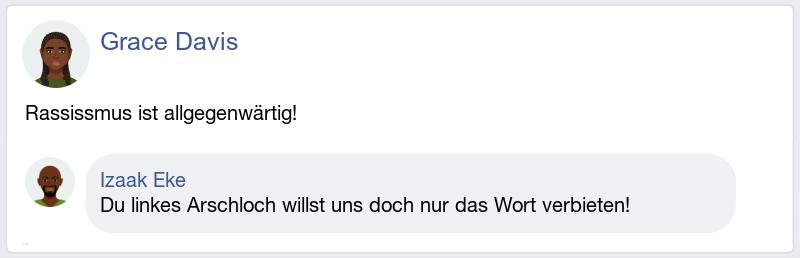 Grace Davis
Rassissmus ist allgegenwärtig!
Izaak Eke
Du linkes Arschloch willst uns doch nur das Wort verbieten!